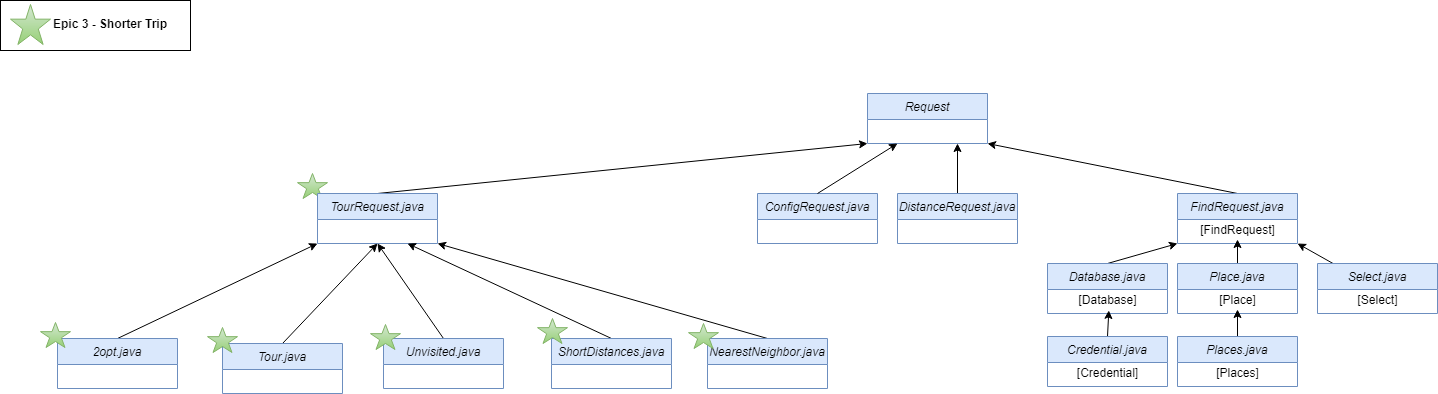 Epic 3 - Shorter Trip
Request
TourRequest.java
ConfigRequest.java
DistanceRequest.java
FindRequest.java
[FindRequest]
Database.java
[Database]
Place.java
[Place]
Select.java
[Select]
2opt.java
Tour.java
Unvisited.java
ShortDistances.java
NearestNeighbor.java
Credential.java
[Credential]
Places.java
[Places]